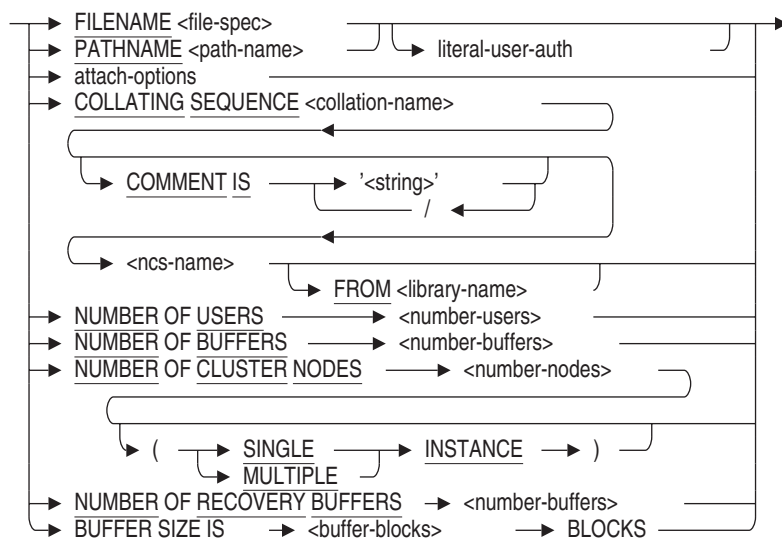 FILENAME <file-spec>
PATHNAME <path-name> literal-user-auth
attach-options
COLLATING SEQUENCE <collation-name>
COMMENT IS '<string>'
/
<ncs-name>
FROM <library-name>
NUMBER OF USERS <number-users>
NUMBER OF BUFFERS <number-buffers>
NUMBER OF CLUSTER NODES <number-nodes>
( SINGLE INSTANCE )
MULTIPLE
NUMBER OF RECOVERY BUFFERS <number-buffers>
BUFFER SIZE IS <buffer-blocks> BLOCKS